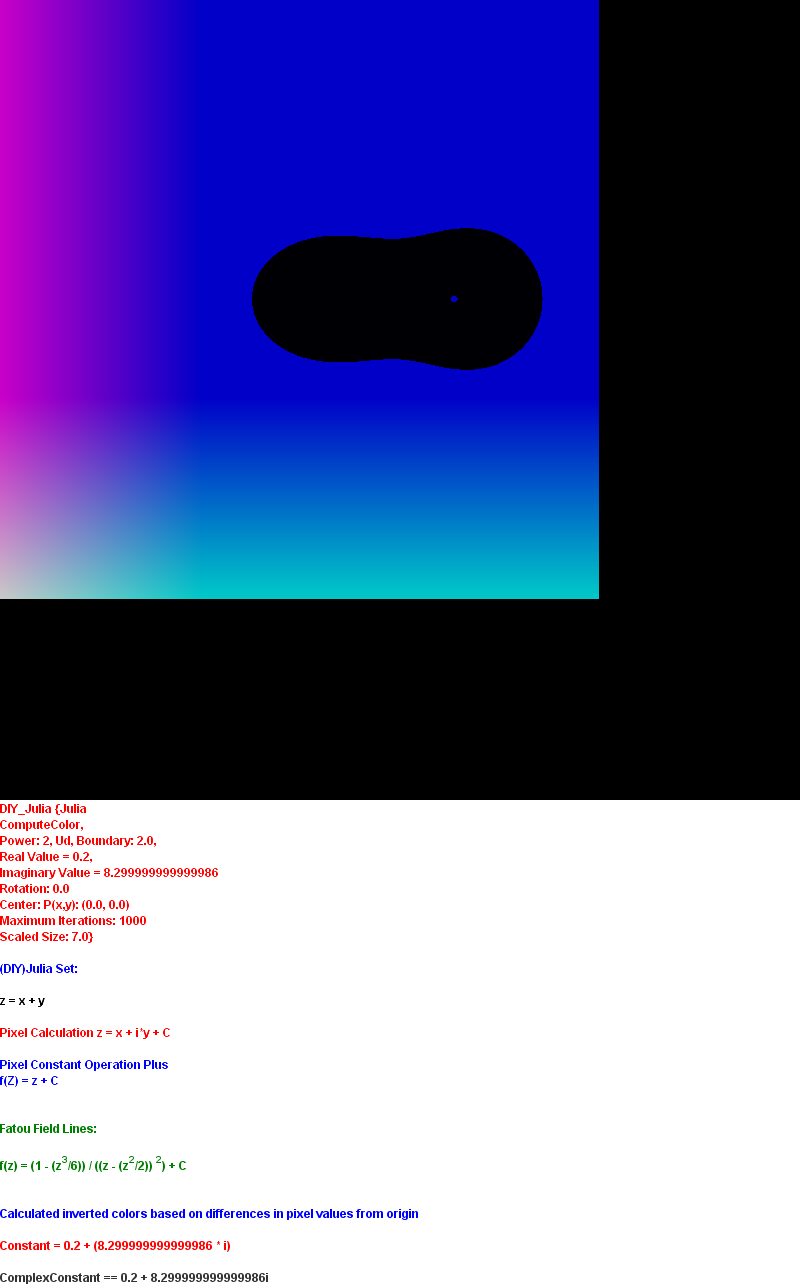 DIY_Julia {Julia
ComputeColor,
Power: 2, Ud, Boundary: 2.0,
Real Value = 0.2,
Imaginary Value = 8.299999999999986
Rotation: 0.0
Center: P(x,y): (0.0, 0.0)
Maximum Iterations: 1000
Scaled Size: 7.0}
(DIY)Julia Set:
z = x + y
Pixel Calculation z = x + i*y + C
Pixel Constant Operation Plus
f(Z) = z + C
Fatou Field Lines:
f(z) = (1 - (z^3/6)) / ((z - (z^2/2)) ^2) + C
Calculated inverted colors based on differences in pixel values from origin
Constant = 0.2 + (8.299999999999986 * i)
ComplexConstant == 0.2 + 8.299999999999986i